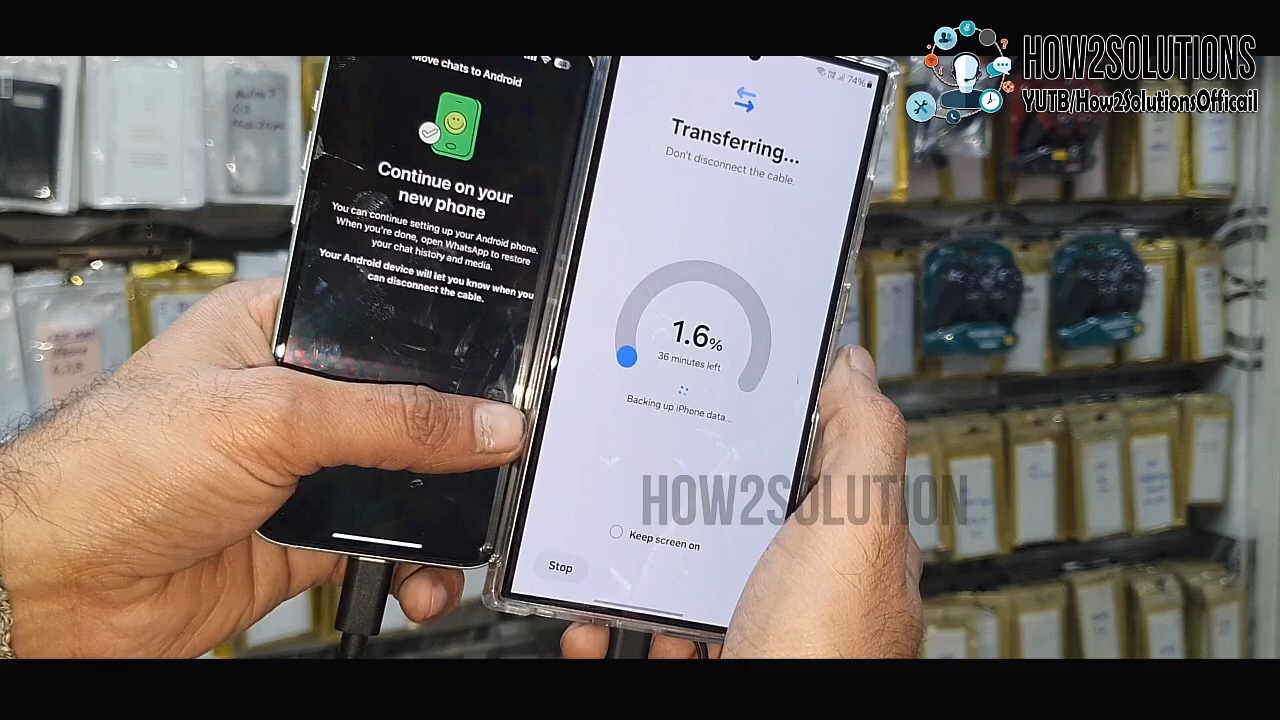 HOW2SOLUTIONS
YUTB/How2SolutionsOfficail
Move chats to Android
Continue on your
new phone
You can continue setting up your Android phone.
When you're done, open WhatsApp to restore
your chat history and media.
Your Android device will let you know when you
can disconnect the cable.
74%
Transferring...
Don't disconnect the cable.
1.6%
36 minutes left
Backing up iPhone data...
HOW2SOLUTION
Keep screen on
Stop